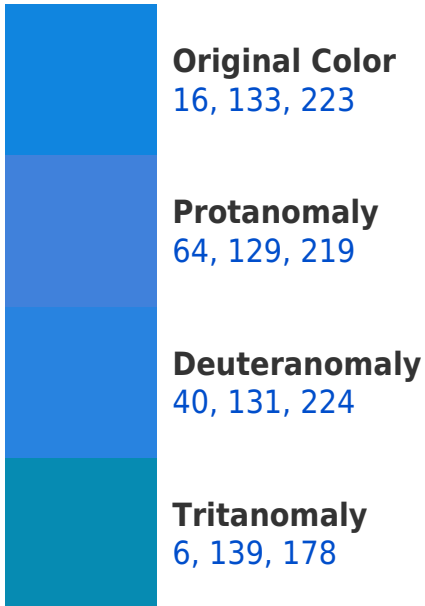 Original Color
16, 133, 223
Protanomaly
64, 129, 219
Deuteranomaly
40, 131, 224
Tritanomaly
6, 139, 178